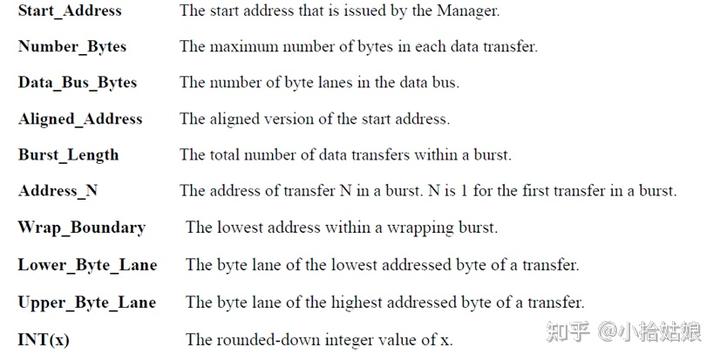 Start_Address The start address that is issued by the Manager.
Number_Bytes The maximum number of bytes in each data transfer.
Data_Bus_Bytes The number of byte lanes in the data bus.
Aligned_Address The aligned version of the start address.
Burst_Length The total number of data transfers within a burst.
Address_N The address of transfer N in a burst. N is 1 for the first transfer in a burst.
Wrap_Boundary The lowest address within a wrapping burst.
Lower_Byte_Lane The byte lane of the lowest addressed byte of a transfer.
Upper_Byte_Lane The byte lane of the highest addressed byte of a transfer.
INT(x) The rounded-down integer value of x.
知乎 @小拾姑娘